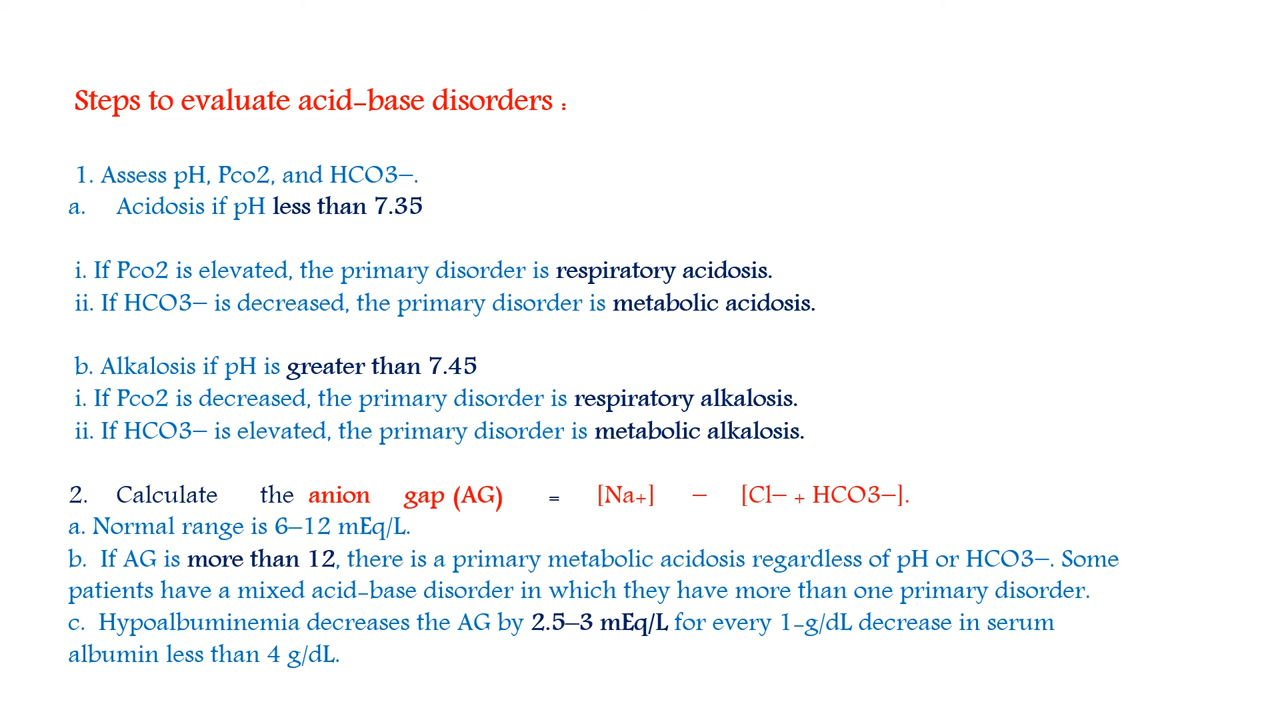 Steps to evaluate acid-base disorders :
1. Assess pH, Pco2, and HCO3−.
a. Acidosis if pH less than 7.35
i. If Pco2 is elevated, the primary disorder is respiratory acidosis.
ii. If HCO3− is decreased, the primary disorder is metabolic acidosis.
b. Alkalosis if pH is greater than 7.45
i. If Pco2 is decreased, the primary disorder is respiratory alkalosis.
ii. If HCO3− is elevated, the primary disorder is metabolic alkalosis.
2. Calculate the anion gap (AG) = [Na+] − [Cl− + HCO3−].
a. Normal range is 6–12 mEq/L.
b. If AG is more than 12, there is a primary metabolic acidosis regardless of pH or HCO3−. Some
patients have a mixed acid-base disorder in which they have more than one primary disorder.
c. Hypoalbuminemia decreases the AG by 2.5–3 mEq/L for every 1-g/dL decrease in serum
albumin less than 4 g/dL.